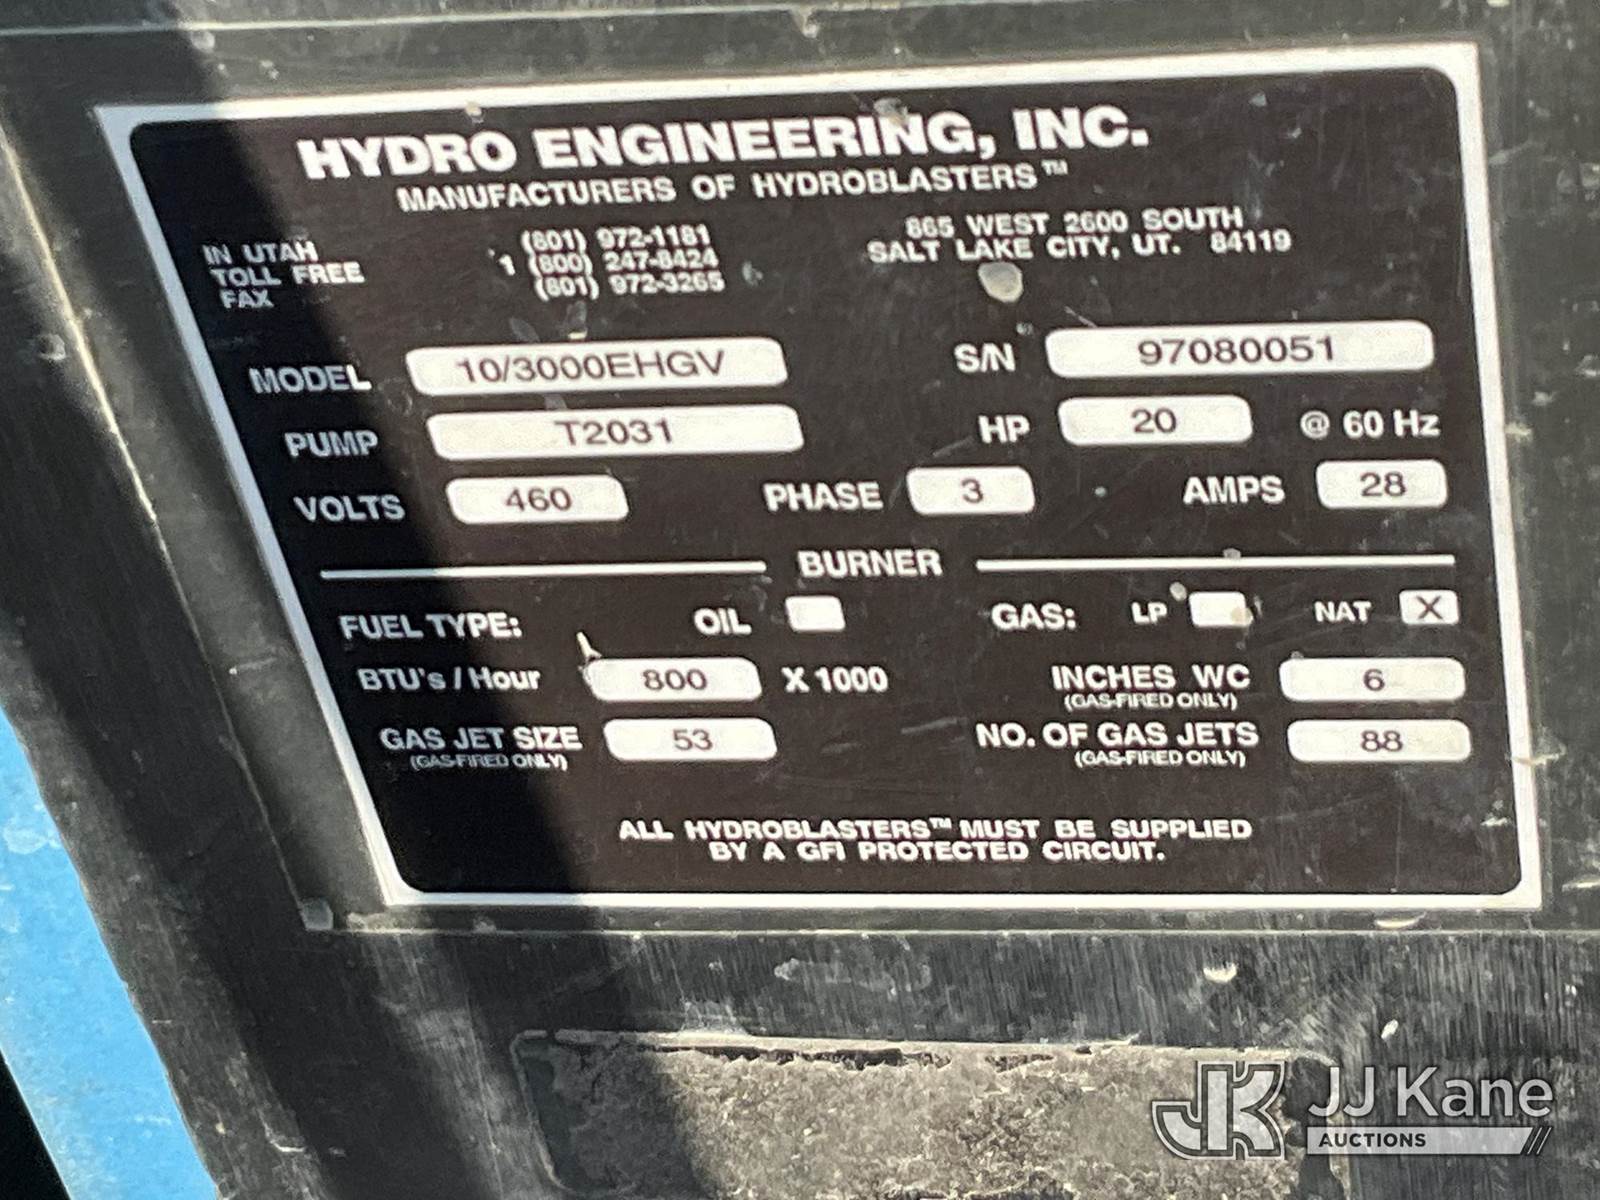 HYDRO ENGINEERING, INC.
MANUFACTURERS OF HYDROBLASTERS™
IN UTAH (801) 972-1181
TOLL FREE 1 (800) 247-8424
FAX (801) 972-3265
865 WEST 2600 SOUTH
SALT LAKE CITY, UT. 84119
MODEL 10/3000EHGV S/N 97080051
PUMP T2031 HP 20 @ 60 Hz
VOLTS 460 PHASE 3 AMPS 28
BURNER
FUEL TYPE: OIL GAS: LP NAT X
BTU's / Hour 800 X 1000 INCHES WC 6
(GAS-FIRED ONLY)
GAS JET SIZE 53 NO. OF GAS JETS 88
(GAS-FIRED ONLY) (GAS-FIRED ONLY)
ALL HYDROBLASTERS™ MUST BE SUPPLIED
BY A GFI PROTECTED CIRCUIT.
JK JJ Kane
AUCTIONS